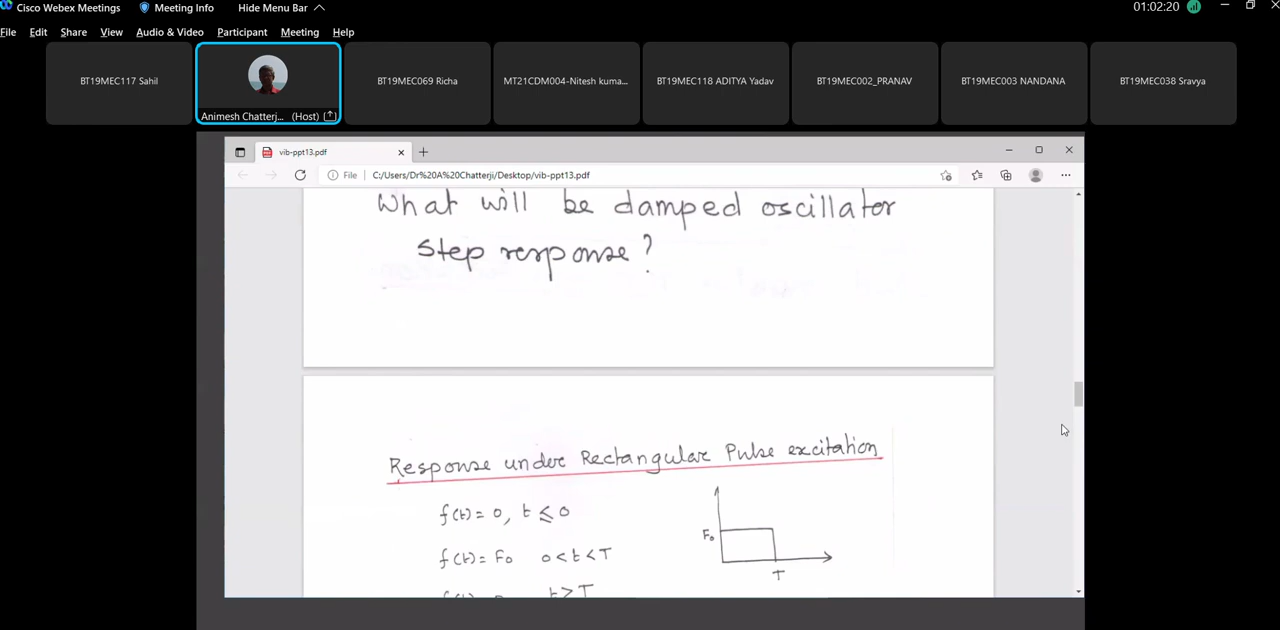 Cisco Webex Meetings Meeting Info Hide Menu Bar 01:02:20
File Edit Share View Audio & Video Participant Meeting Help
BT19MEC117 Sahil
Animesh Chatterj... (Host)
BT19MEC069 Richa
MT21CDM004-Nitesh kuma...
BT19MEC118 ADITYA Yadav
BT19MEC002_PRANAV
BT19MEC003 NANDANA
BT19MEC038 Sravya
vib-ppt13.pdf
File C:/Users/Dr%20A%20Chatterji/Desktop/vib-ppt13.pdf
What will be damped oscillator
step response?
Response under Rectangular Pulse excitation
f(t)=0, t ≤ 0
f(t)= F₀ 0<t<T
t>T
F₀
T